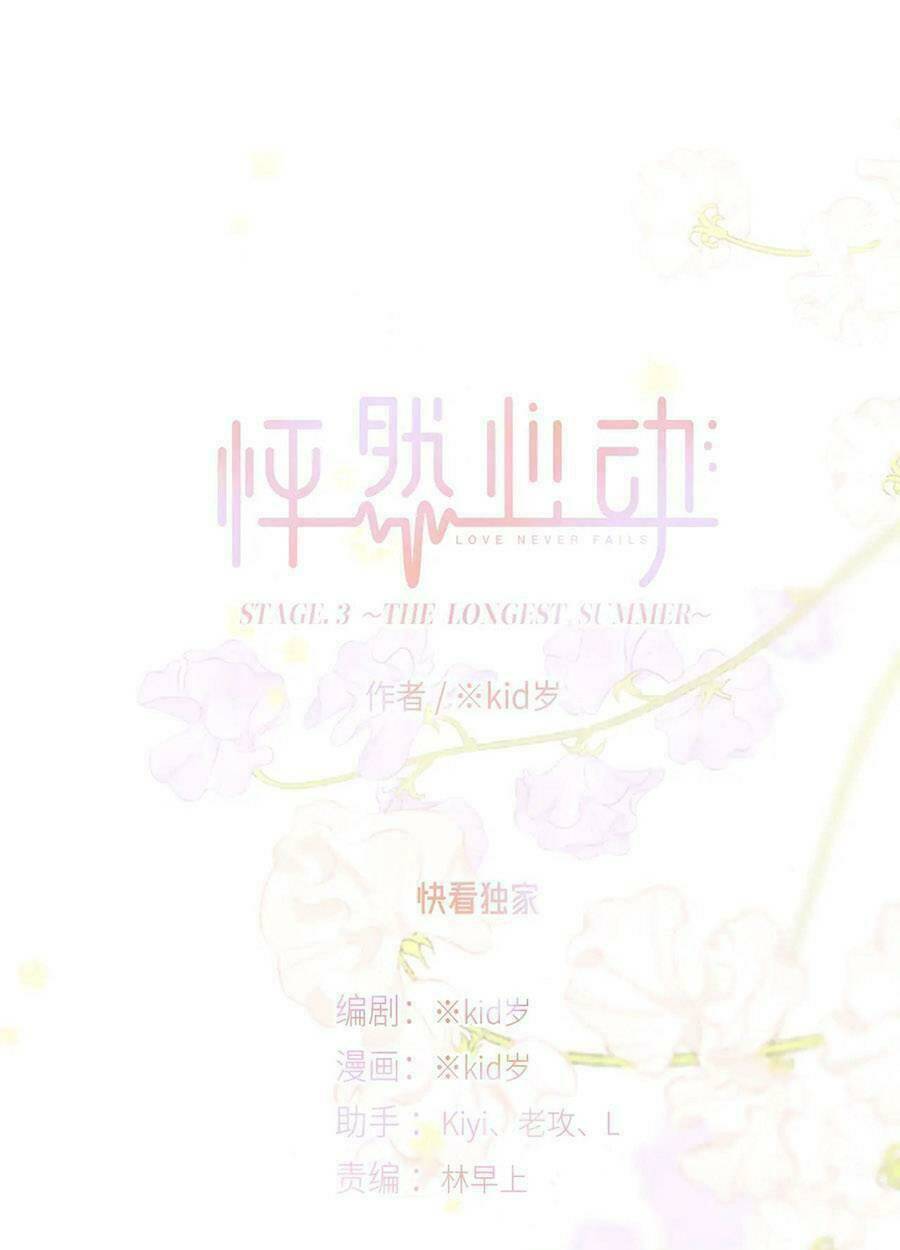 怦然心动
LOVE NEVER FAILS
STAGE.3 ~THE LONGEST SUMMER~
作者/※kid岁
快看独家
编剧：※kid岁
漫画：※kid岁
助手：Kiyi、老攻、L
责编：林早上